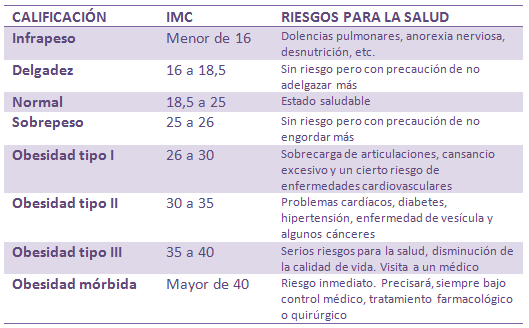 CALIFICACIÓN IMC RIESGOS PARA LA SALUD
Infrapeso Menor de 16 Dolencias pulmonares, anorexia nerviosa,
desnutrición, etc.
Delgadez 16 a 18,5 Sin riesgo pero con precaución de no
adelgazar más
Normal 18,5 a 25 Estado saludable
Sobrepeso 25 a 26 Sin riesgo pero con precaución de no
engordar más
Obesidad tipo I 26 a 30 Sobrecarga de articulaciones, cansancio
excesivo y un cierto riesgo de
enfermedades cardiovasculares
Obesidad tipo II 30 a 35 Problemas cardíacos, diabetes,
hipertensión, enfermedad de vesícula y
algunos cánceres
Obesidad tipo III 35 a 40 Serios riesgos para la salud, disminución de
la calidad de vida. Visita a un médico
Obesidad mórbida Mayor de 40 Riesgo inmediato. Precisará, siempre bajo
control médico, tratamiento farmacológico
o quirúrgico